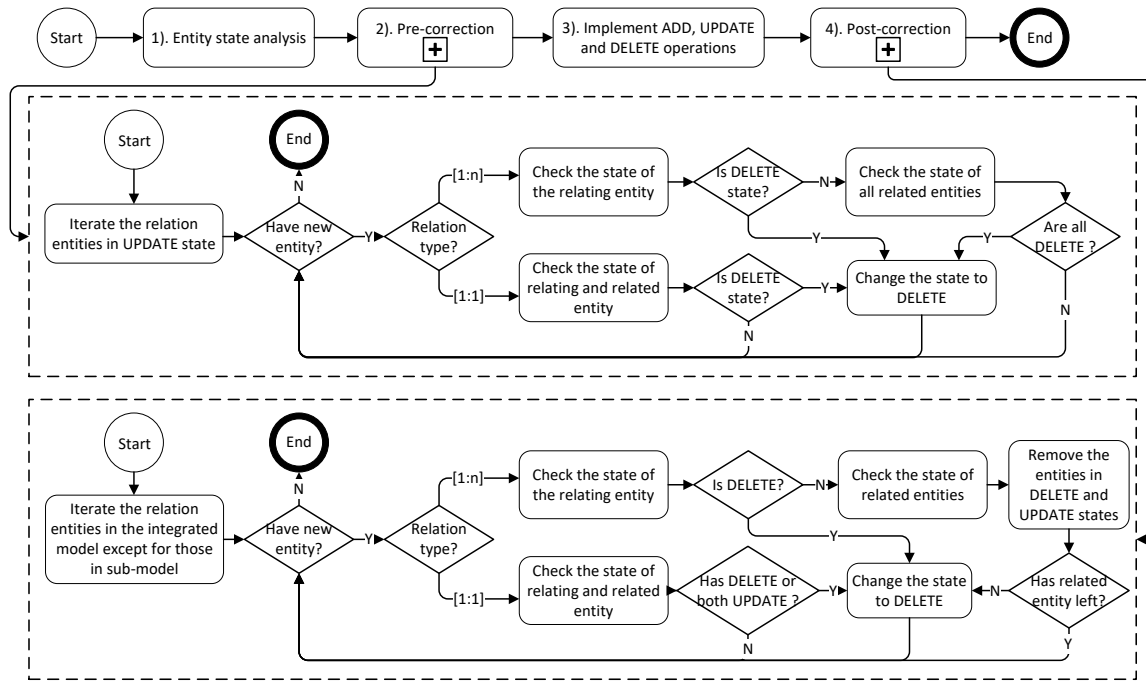 Start
1). Entity state analysis
2). Pre-correction
3). Implement ADD, UPDATE
and DELETE operations
4). Post-correction
End
Start
End
Iterate the relation
entities in UPDATE state
Have new
entity?
N
Y
Relation
type?
[1:n]
[1:1]
Check the state of
the relating entity
Is DELETE
state?
N
Y
Check the state of
all related entities
Are all
DELETE ?
Y
N
Check the state of
relating and related
entity
Is DELETE
state?
Y
N
Change the state to
DELETE
Start
End
Iterate the relation
entities in the integrated
model except for those
in sub-model
Have new
entity?
N
Y
Relation
type?
[1:n]
[1:1]
Check the state of
the relating entity
Is DELETE?
N
Y
Check the state of
related entities
Remove the
entities in
DELETE and
UPDATE states
Has related
entity left?
N
Y
Check the state of
relating and related
entity
Has DELETE or
both UPDATE ?
Y
N
Change the state
to DELETE